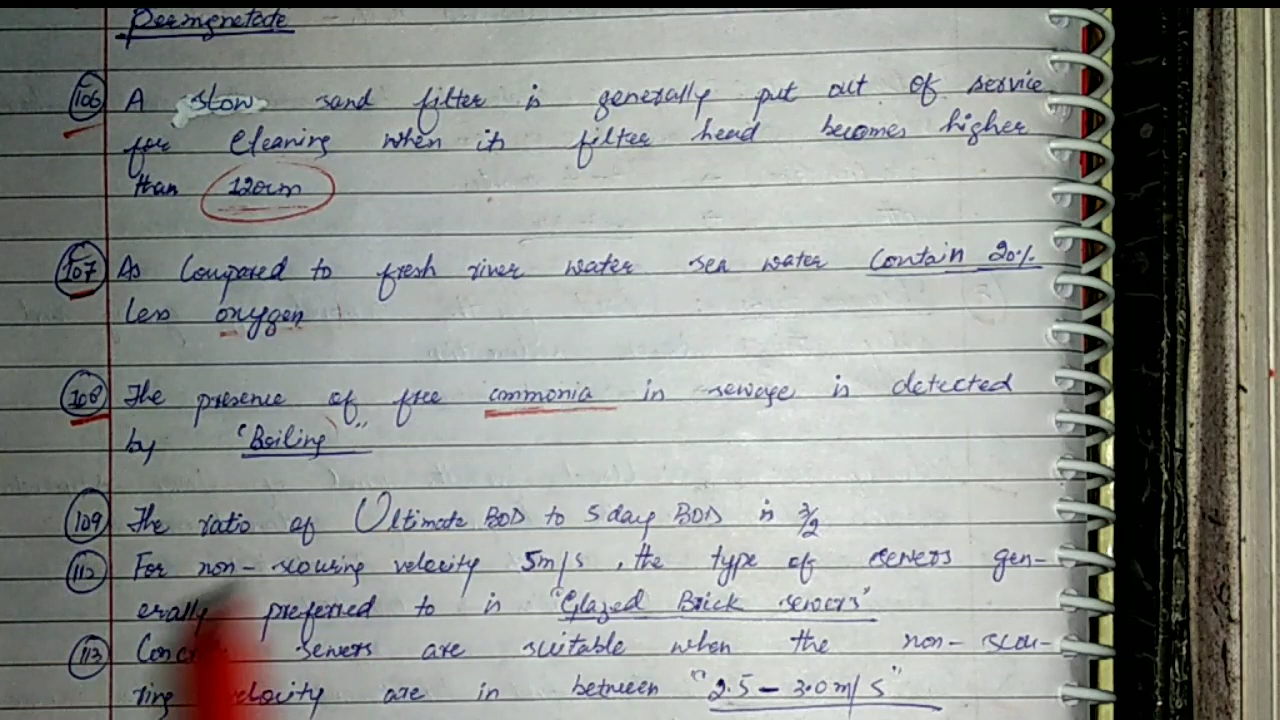 Permgnetade
106 A slow sand filter is generally put out of service
for Cleaning when its filter head becomes higher
than 120cm
107 As Compared to fresh river water sea water Contain 20%
less oxygen
108 The presence of free ammonia in sewage is detected
by "Boiling"
109 The ratio of Ultimate BOD to 5 day BOD is 3/2
112 For non-scouring velocity 5m/s, the type of sewers gen-
erally preferred to is "Glazed Brick sewers"
113 sewers are suitable when the non-scou-
ring are in between "2.5 - 3.0 m/s"